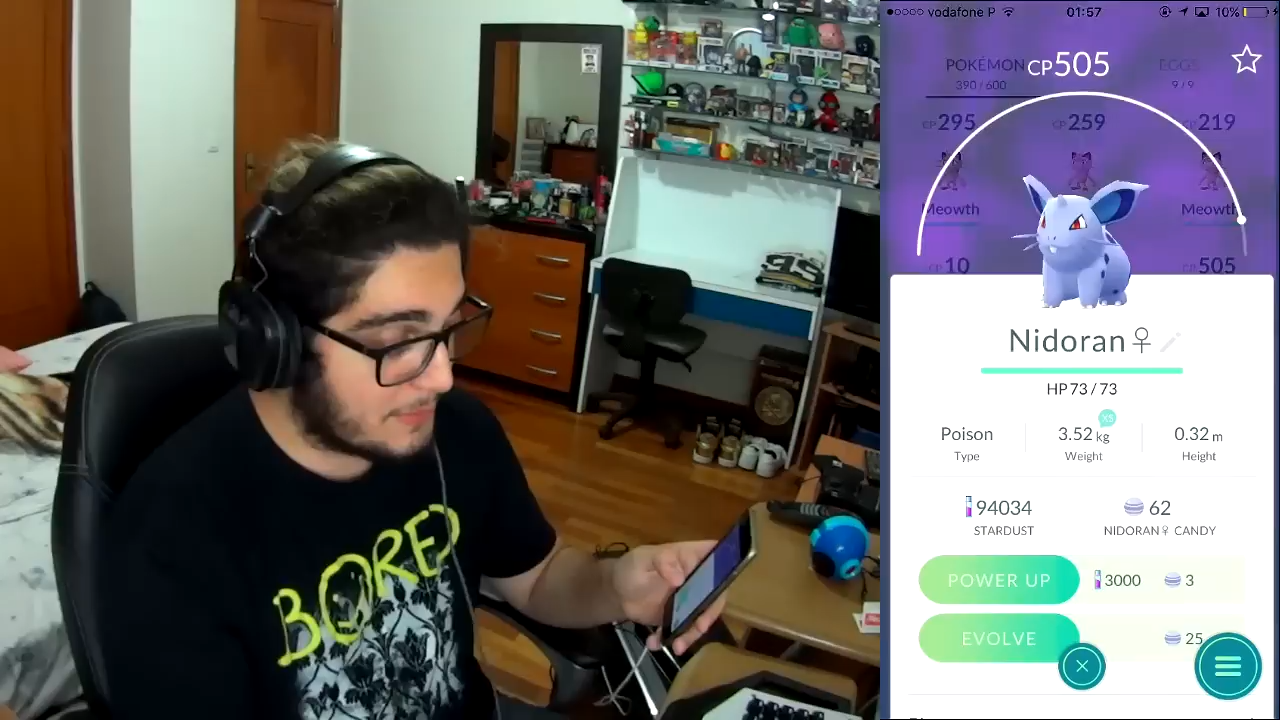 vodafone P 01:57 10%
POKÉMON CP505 EGGS
390 / 600 9 / 9
CP295 CP259 CP219
Meowth Meowth
CP10 505
Nidoran♀
HP 73 / 73
XS
Poison 3.52 kg 0.32 m
Type Weight Height
94034 62
STARDUST NIDORAN♀ CANDY
POWER UP 3000 3
EVOLVE 25
BORED
35